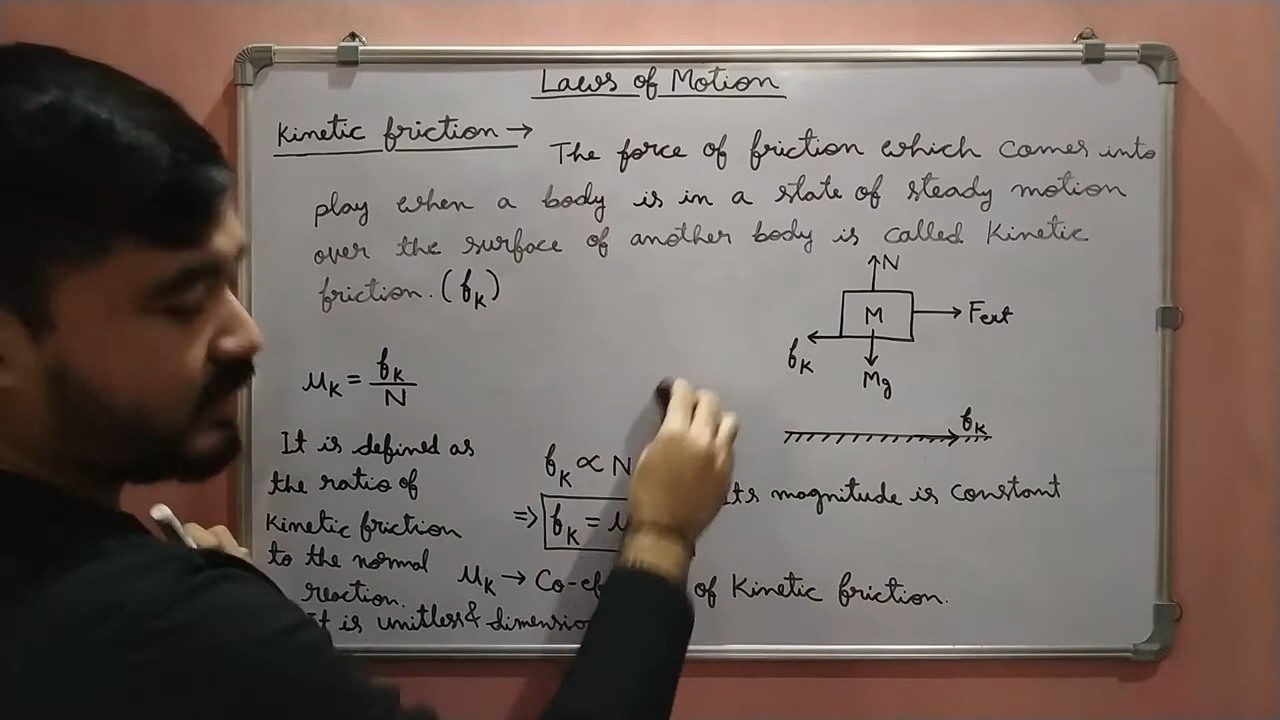 Laws of Motion
Kinetic friction →
The force of friction which comes into
play when a body is in a state of steady motion
over the surface of another body is called Kinetic
friction. (fK)
N
M
Fext
fK
Mg
μK = fK / N
fK
It is defined as
the ratio of
Kinetic friction
to the normal
reaction.
It is unitless &
fK ∝ N
⇒ fK = μ
Its magnitude is constant
μK → of Kinetic friction.